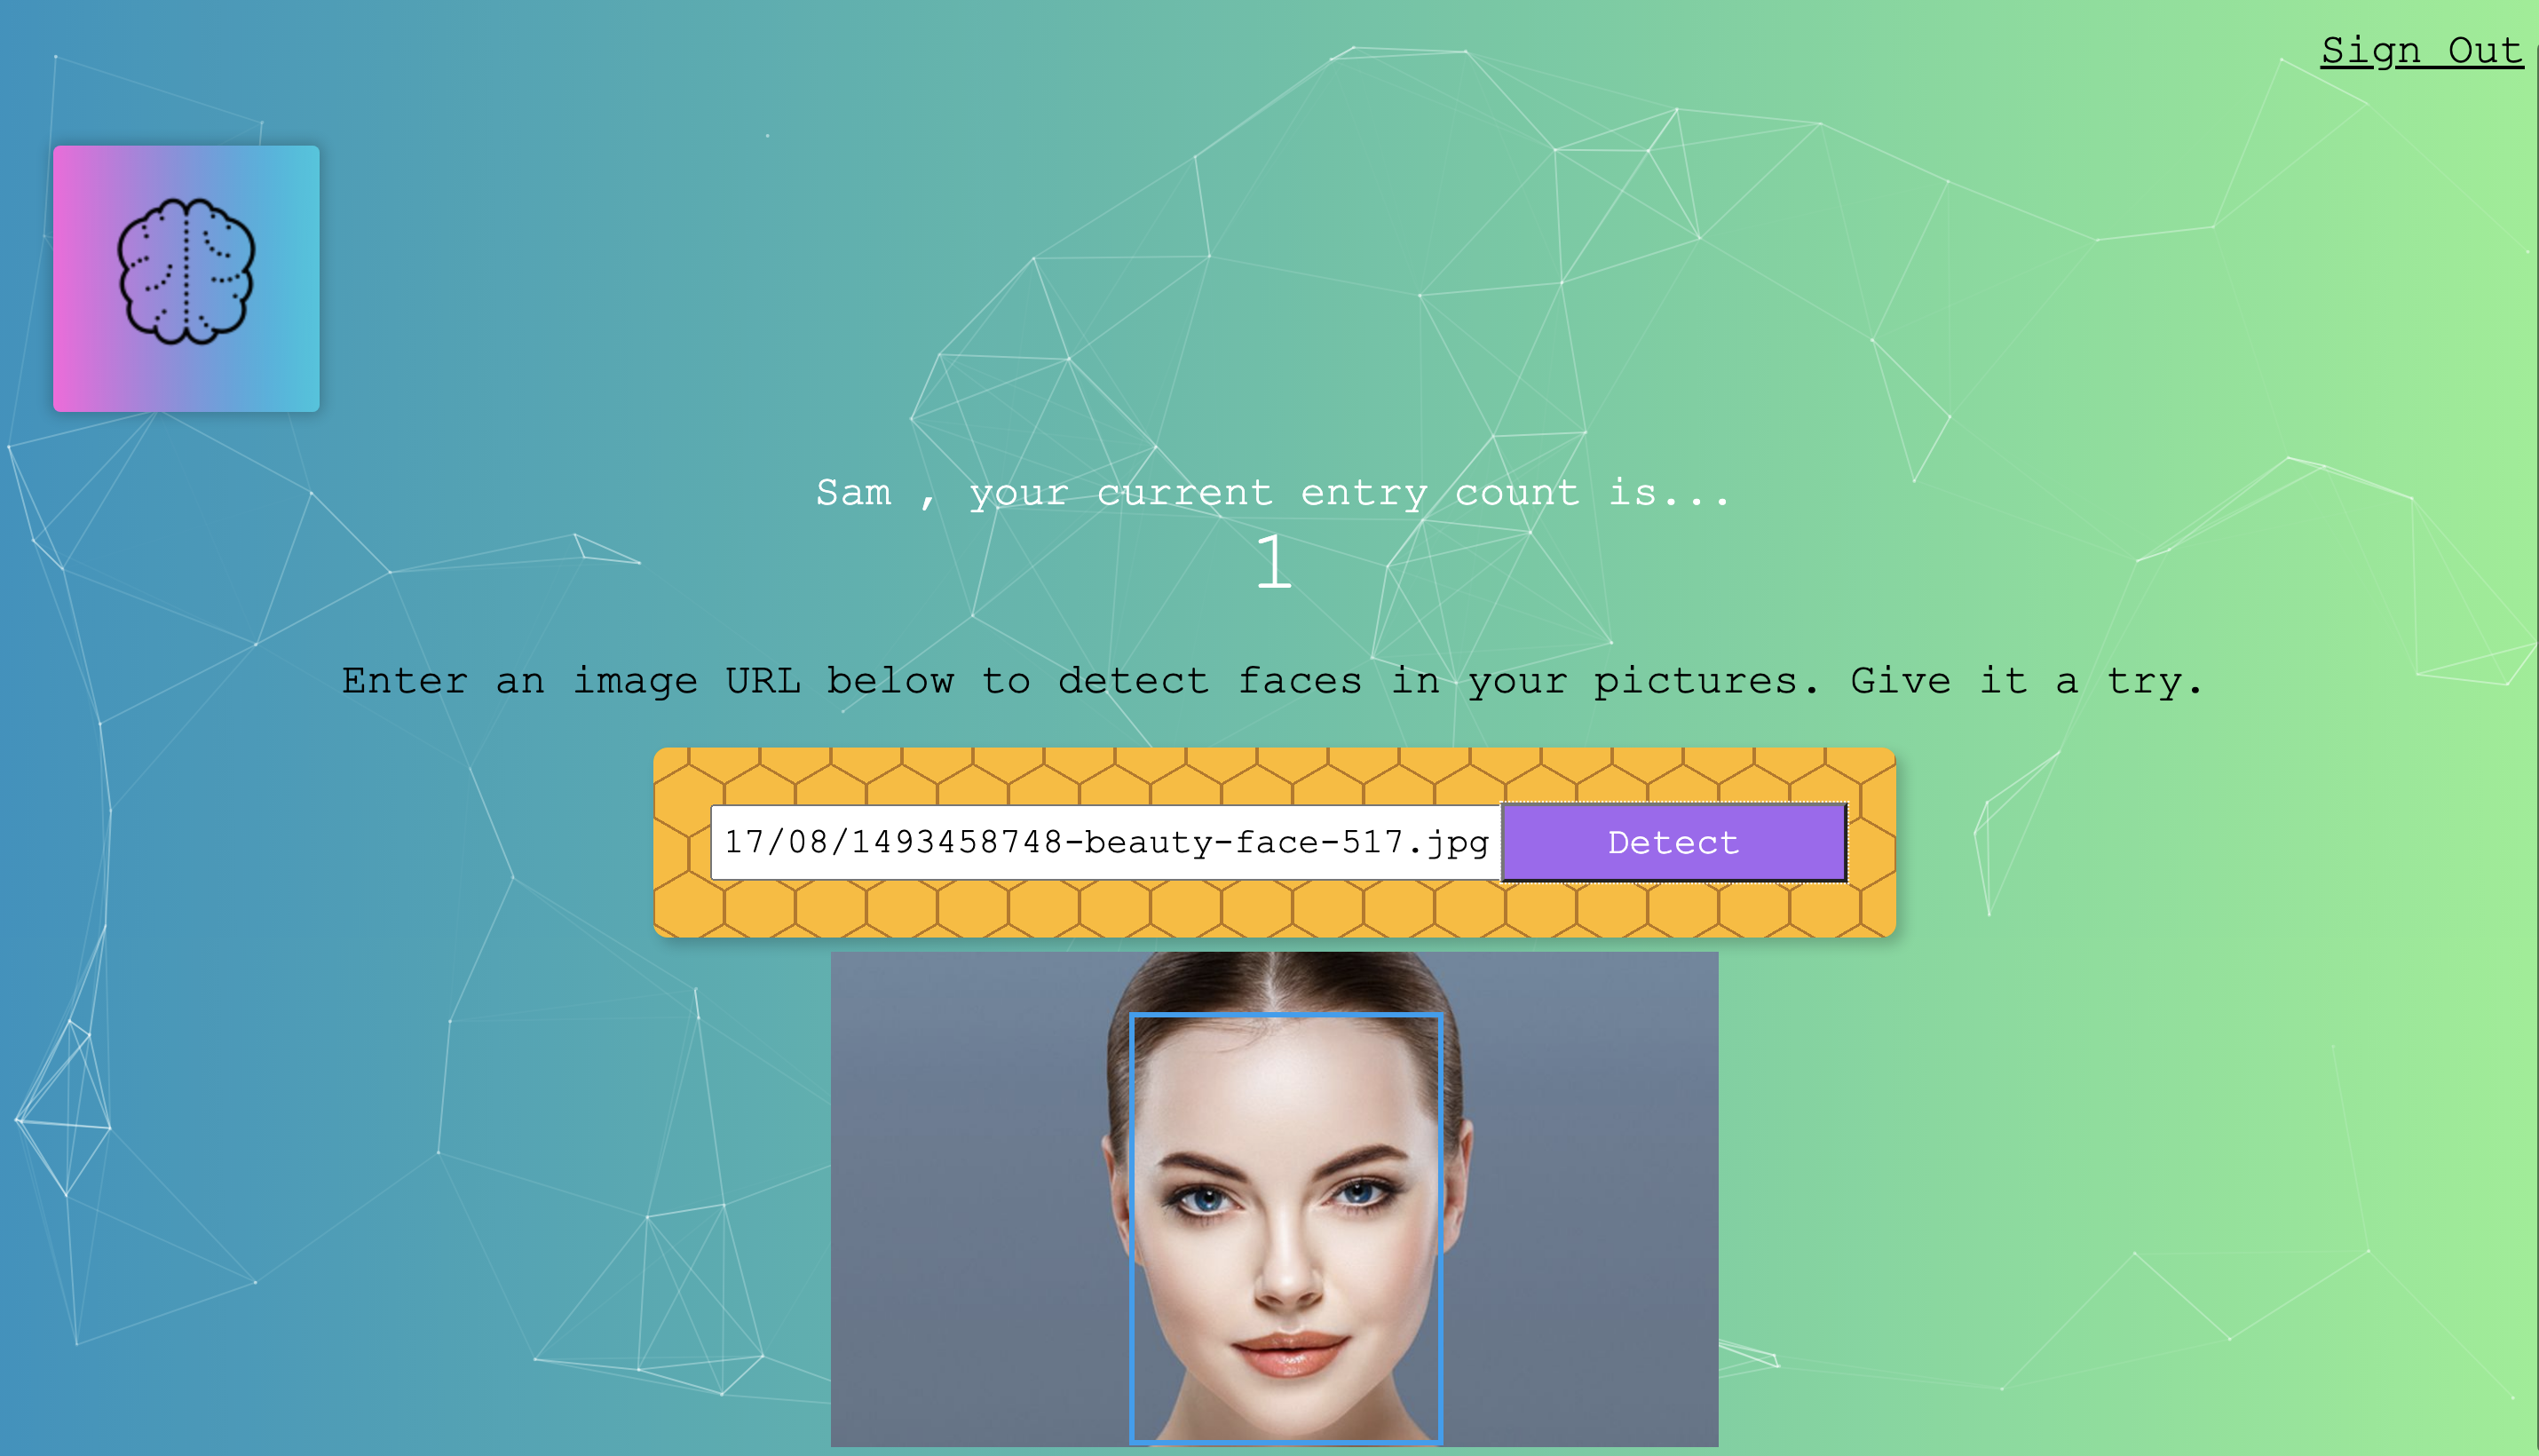 Sign Out
Sam , your current entry count is...
1
Enter an image URL below to detect faces in your pictures. Give it a try.
17/08/1493458748-beauty-face-517.jpg Detect